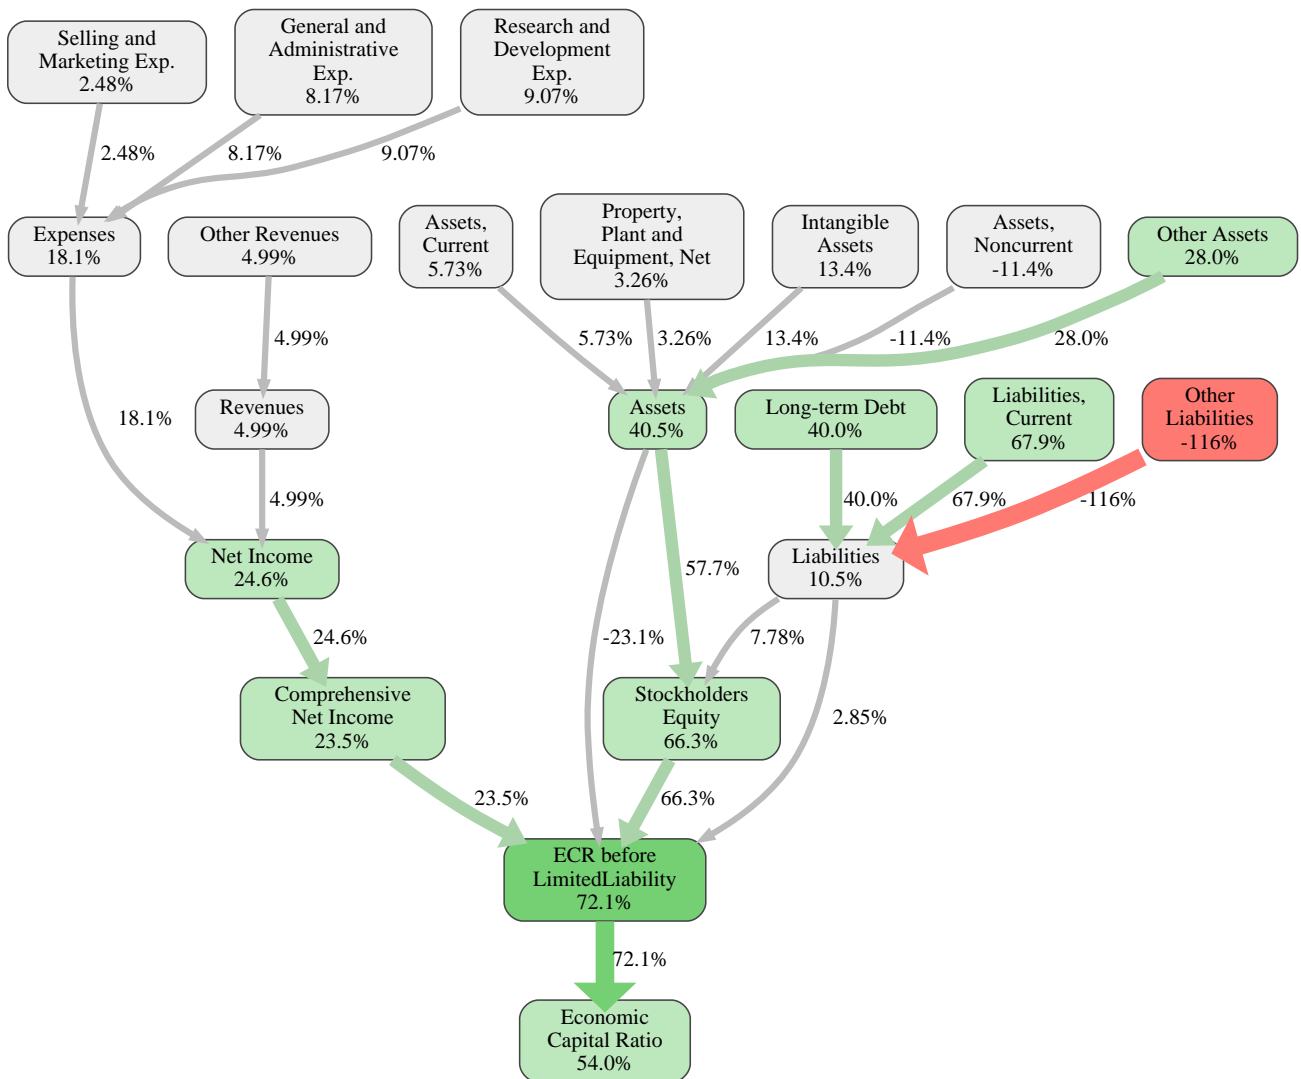 Selling and
Marketing Exp.
2.48%
General and
Administrative
Exp.
8.17%
Research and
Development
Exp.
9.07%
2.48%
8.17%
9.07%
Expenses
18.1%
Other Revenues
4.99%
Assets,
Current
5.73%
Property,
Plant and
Equipment, Net
3.26%
Intangible
Assets
13.4%
Assets,
Noncurrent
-11.4%
Other Assets
28.0%
4.99%
5.73%
3.26%
13.4%
-11.4%
28.0%
18.1%
Revenues
4.99%
Assets
40.5%
Long-term Debt
40.0%
Liabilities,
Current
67.9%
Other
Liabilities
-116%
4.99%
40.0%
67.9%
-116%
Net Income
24.6%
57.7%
Liabilities
10.5%
24.6%
-23.1%
7.78%
Comprehensive
Net Income
23.5%
Stockholders
Equity
66.3%
2.85%
23.5%
66.3%
ECR before
LimitedLiability
72.1%
72.1%
Economic
Capital Ratio
54.0%